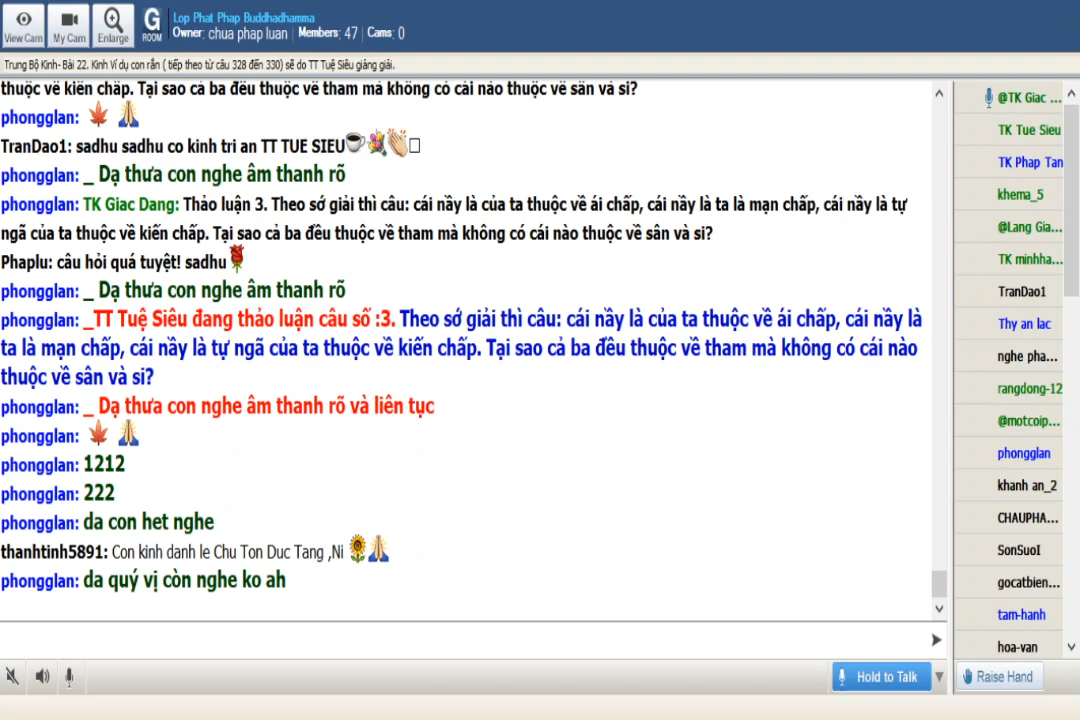 View Cam
My Cam
Enlarge
G
ROOM
Lop Phat Phap Buddhadhamma
Owner: chua phap luan | Members: 47 | Cams: 0
Trung Bộ Kinh- Bài 22. Kinh Ví dụ con rắn ( tiếp theo từ câu 328 đến 330) sẽ do TT Tuệ Siêu giảng giải.
thuộc về kiến chấp. Tại sao cả ba đều thuộc về tham mà không có cái nào thuộc về sân và si?
phongglan:
TranDao1: sadhu sadhu co kinh tri an TT TUE SIEU
phongglan: _ Dạ thưa con nghe âm thanh rõ
phongglan: TK Giac Dang: Thảo luận 3. Theo sớ giải thì câu: cái nầy là của ta thuộc về ái chấp, cái nầy là ta là mạn chấp, cái nầy là tự
ngã của ta thuộc về kiến chấp. Tại sao cả ba đều thuộc về tham mà không có cái nào thuộc về sân và si?
Phaplu: câu hỏi quá tuyệt! sadhu
phongglan: _ Dạ thưa con nghe âm thanh rõ
phongglan: _TT Tuệ Siêu đang thảo luận câu số :3. Theo sớ giải thì câu: cái nầy là của ta thuộc về ái chấp, cái nầy là
ta là mạn chấp, cái nầy là tự ngã của ta thuộc về kiến chấp. Tại sao cả ba đều thuộc về tham mà không có cái nào
thuộc về sân và si?
phongglan: _ Dạ thưa con nghe âm thanh rõ và liên tục
phongglan:
phongglan: 1212
phongglan: 222
phongglan: da con het nghe
thanhtinh5891: Con kinh danh le Chu Ton Duc Tang ,Ni
phongglan: da quý vị còn nghe ko ah
@TK Giac ...
TK Tue Sieu
TK Phap Tan
khema_5
@Lang Gia...
TK minhha...
TranDao1
Thy an lac
nghe pha...
rangdong-12
@motcoip...
phongglan
khanh an_2
CHAUPHA...
SonSuoI
gocatbien...
tam-hanh
hoa-van
Hold to Talk
Raise Hand